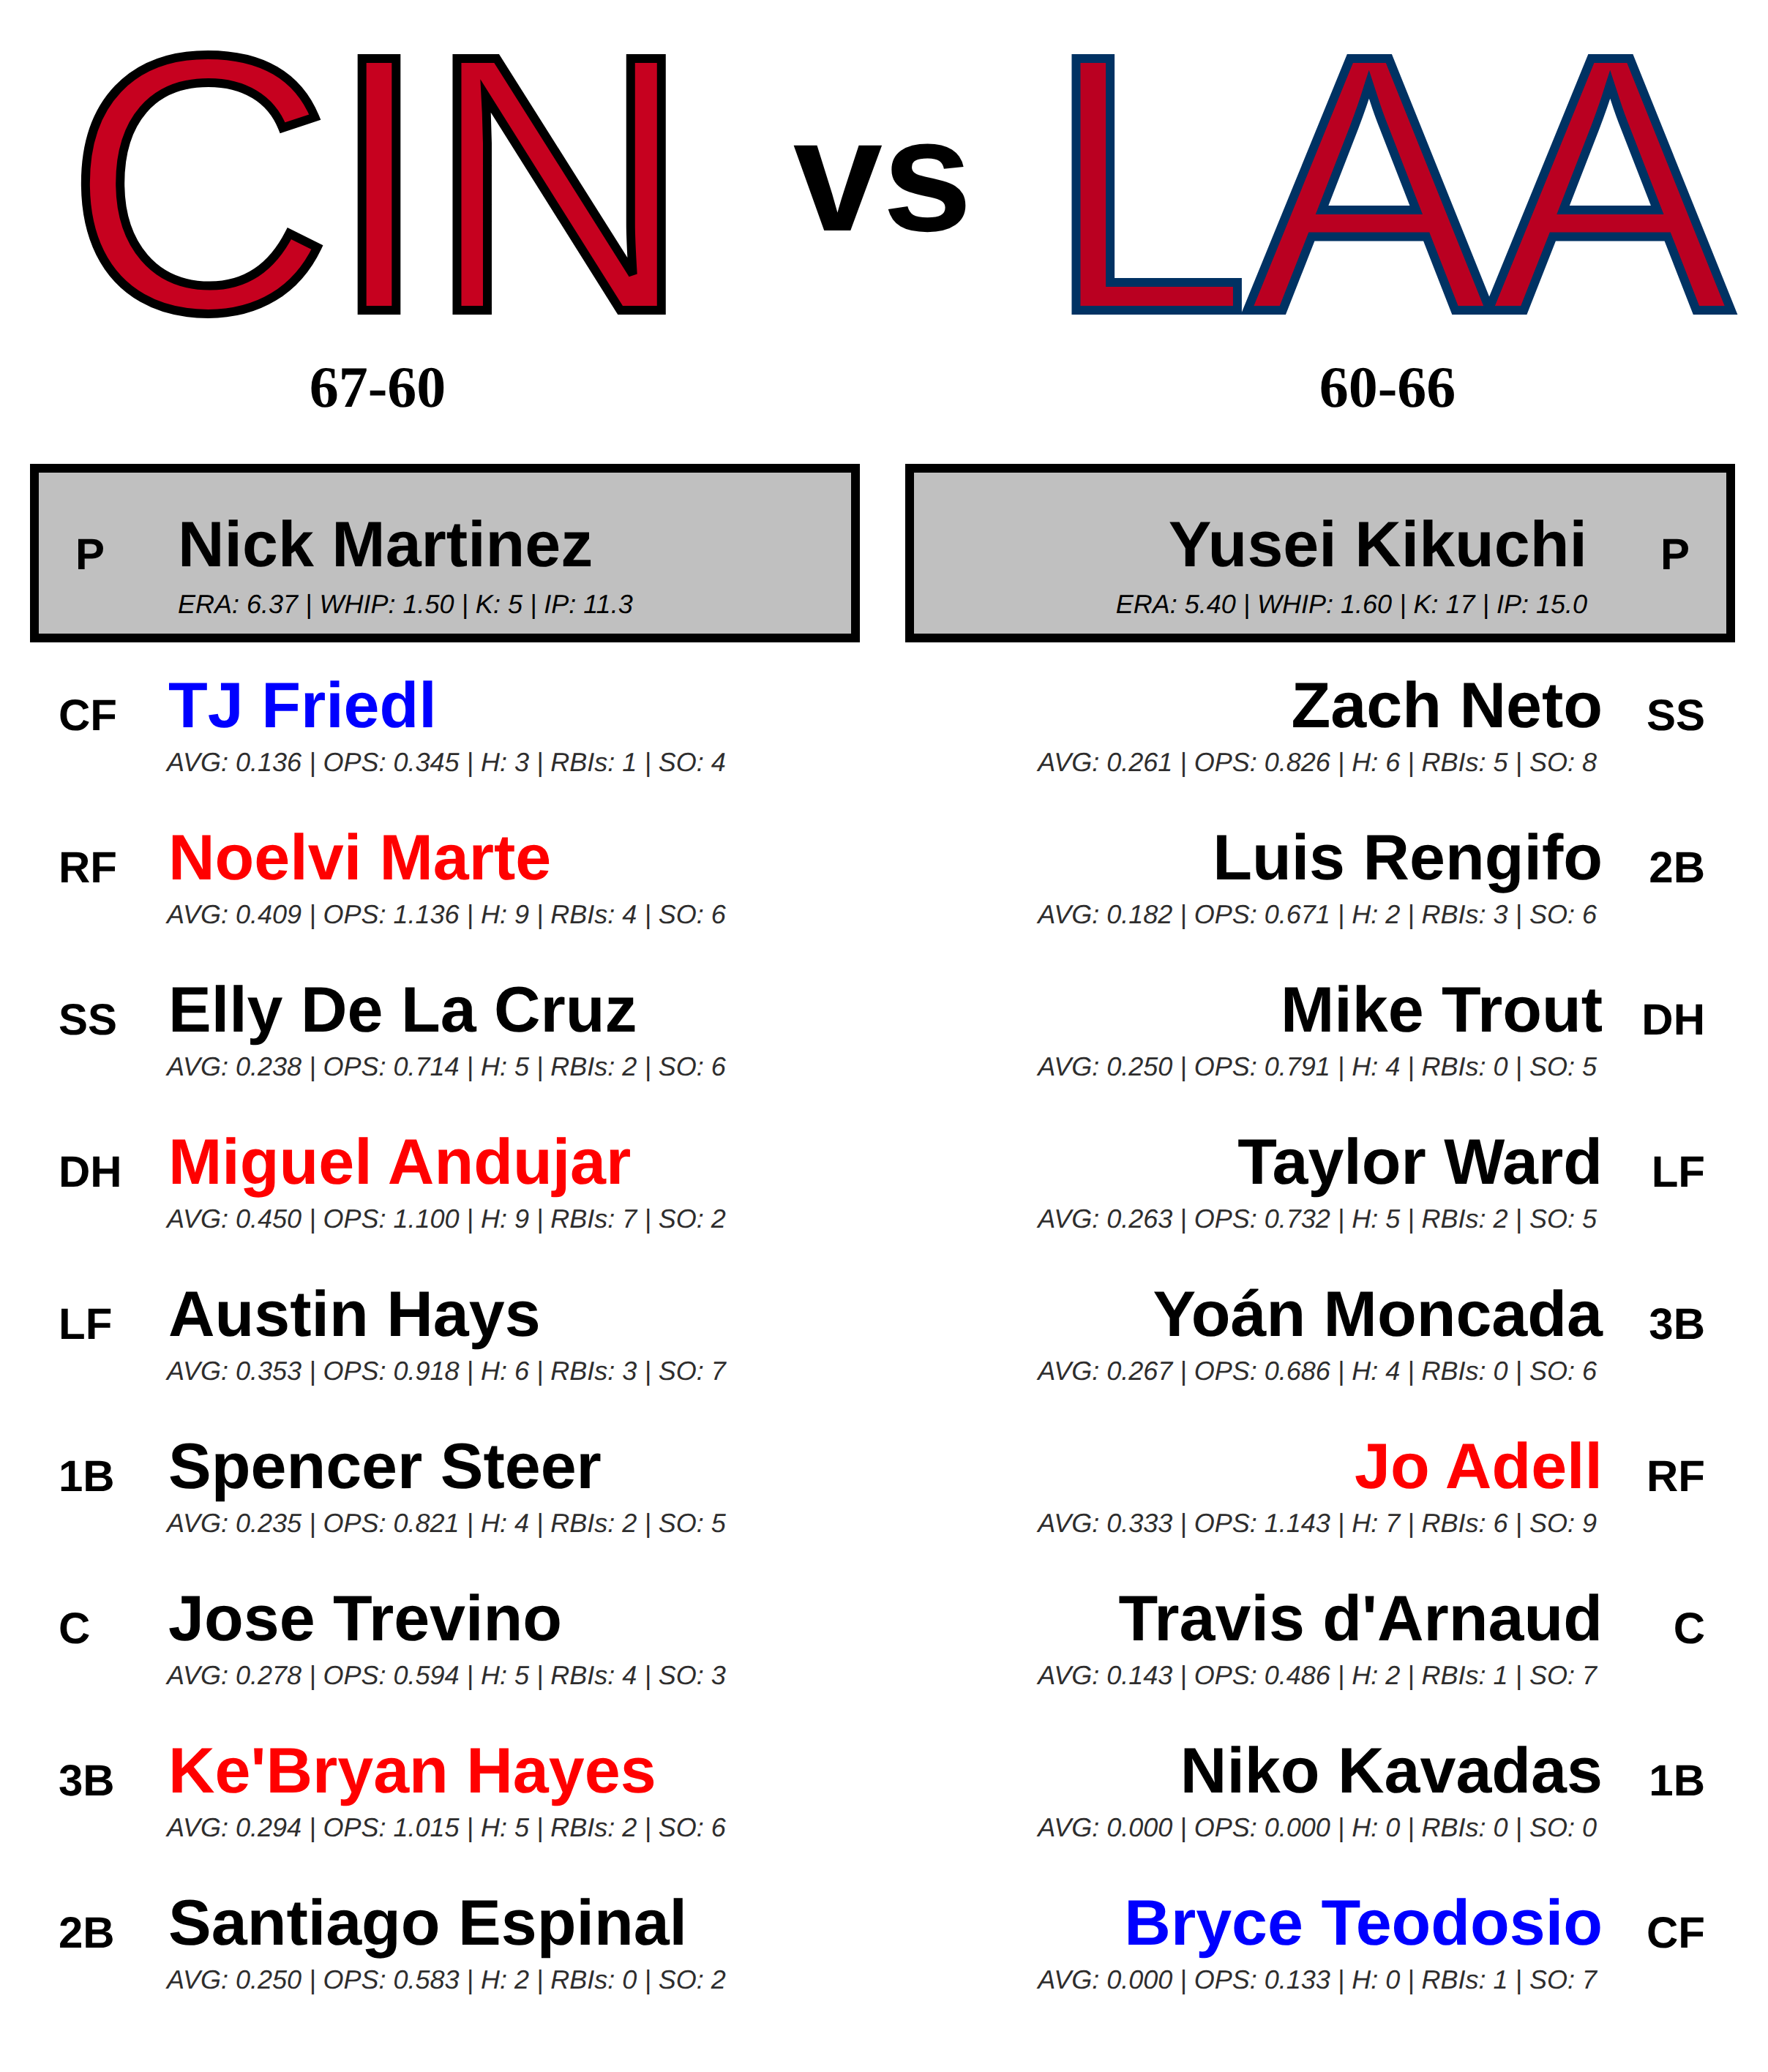 CIN vs LAA
67-60 60-66
P Nick Martinez
ERA: 6.37 | WHIP: 1.50 | K: 5 | IP: 11.3
Yusei Kikuchi P
ERA: 5.40 | WHIP: 1.60 | K: 17 | IP: 15.0
CF TJ Friedl
AVG: 0.136 | OPS: 0.345 | H: 3 | RBIs: 1 | SO: 4
RF Noelvi Marte
AVG: 0.409 | OPS: 1.136 | H: 9 | RBIs: 4 | SO: 6
SS Elly De La Cruz
AVG: 0.238 | OPS: 0.714 | H: 5 | RBIs: 2 | SO: 6
DH Miguel Andujar
AVG: 0.450 | OPS: 1.100 | H: 9 | RBIs: 7 | SO: 2
LF Austin Hays
AVG: 0.353 | OPS: 0.918 | H: 6 | RBIs: 3 | SO: 7
1B Spencer Steer
AVG: 0.235 | OPS: 0.821 | H: 4 | RBIs: 2 | SO: 5
C Jose Trevino
AVG: 0.278 | OPS: 0.594 | H: 5 | RBIs: 4 | SO: 3
3B Ke'Bryan Hayes
AVG: 0.294 | OPS: 1.015 | H: 5 | RBIs: 2 | SO: 6
2B Santiago Espinal
AVG: 0.250 | OPS: 0.583 | H: 2 | RBIs: 0 | SO: 2
Zach Neto SS
AVG: 0.261 | OPS: 0.826 | H: 6 | RBIs: 5 | SO: 8
Luis Rengifo 2B
AVG: 0.182 | OPS: 0.671 | H: 2 | RBIs: 3 | SO: 6
Mike Trout DH
AVG: 0.250 | OPS: 0.791 | H: 4 | RBIs: 0 | SO: 5
Taylor Ward LF
AVG: 0.263 | OPS: 0.732 | H: 5 | RBIs: 2 | SO: 5
Yoán Moncada 3B
AVG: 0.267 | OPS: 0.686 | H: 4 | RBIs: 0 | SO: 6
Jo Adell RF
AVG: 0.333 | OPS: 1.143 | H: 7 | RBIs: 6 | SO: 9
Travis d'Arnaud C
AVG: 0.143 | OPS: 0.486 | H: 2 | RBIs: 1 | SO: 7
Niko Kavadas 1B
AVG: 0.000 | OPS: 0.000 | H: 0 | RBIs: 0 | SO: 0
Bryce Teodosio CF
AVG: 0.000 | OPS: 0.133 | H: 0 | RBIs: 1 | SO: 7